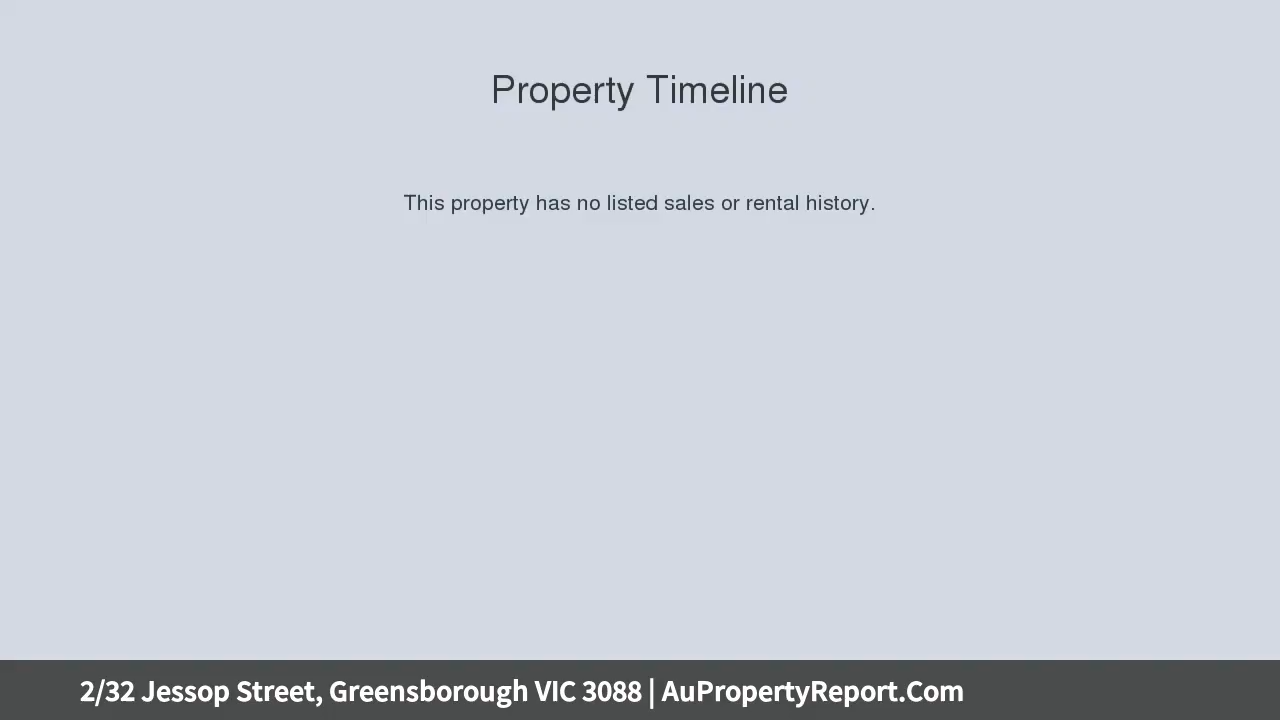 Property Timeline
This property has no listed sales or rental history.
2/32 Jessop Street, Greensborough VIC 3088 | AuPropertyReport.Com